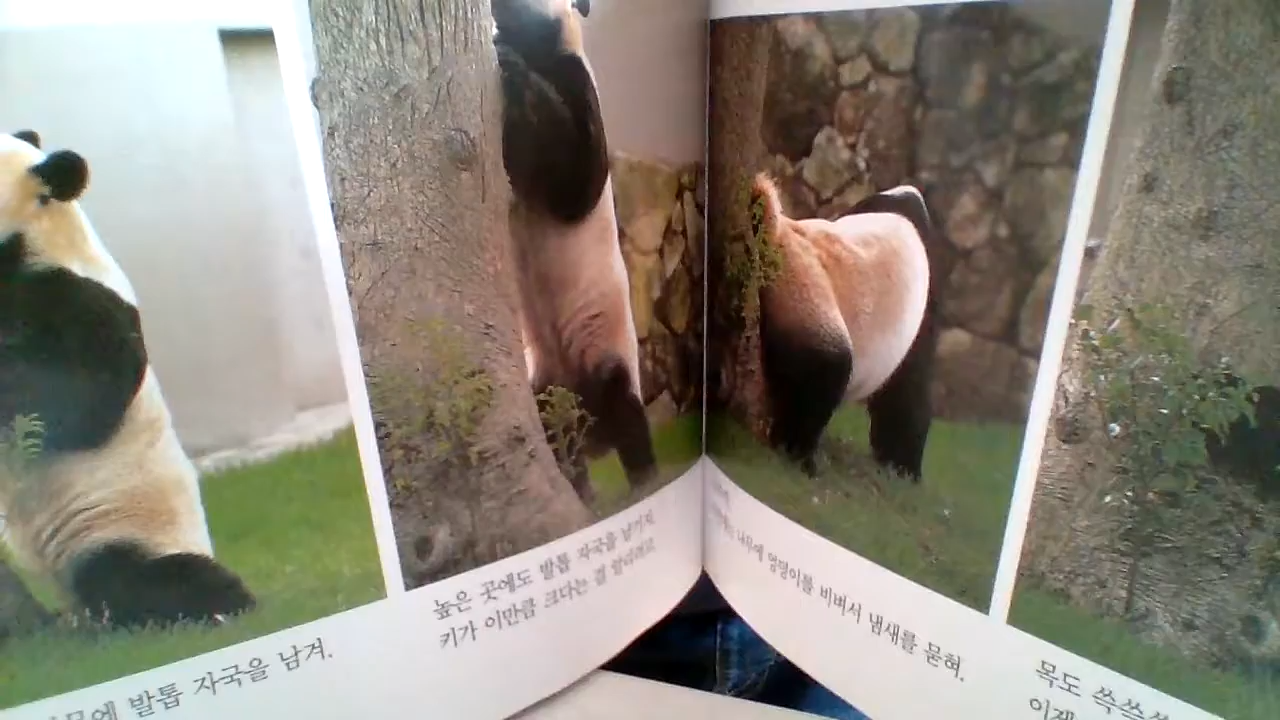 발톱 자국을 남겨.
높은 곳에도 발톱 자국을 남기지
키가 이만큼 크다는 걸 알리려고
나무에 엉덩이를 비벼서 냄새를 묻혀.
목도 쓱쓱
이제